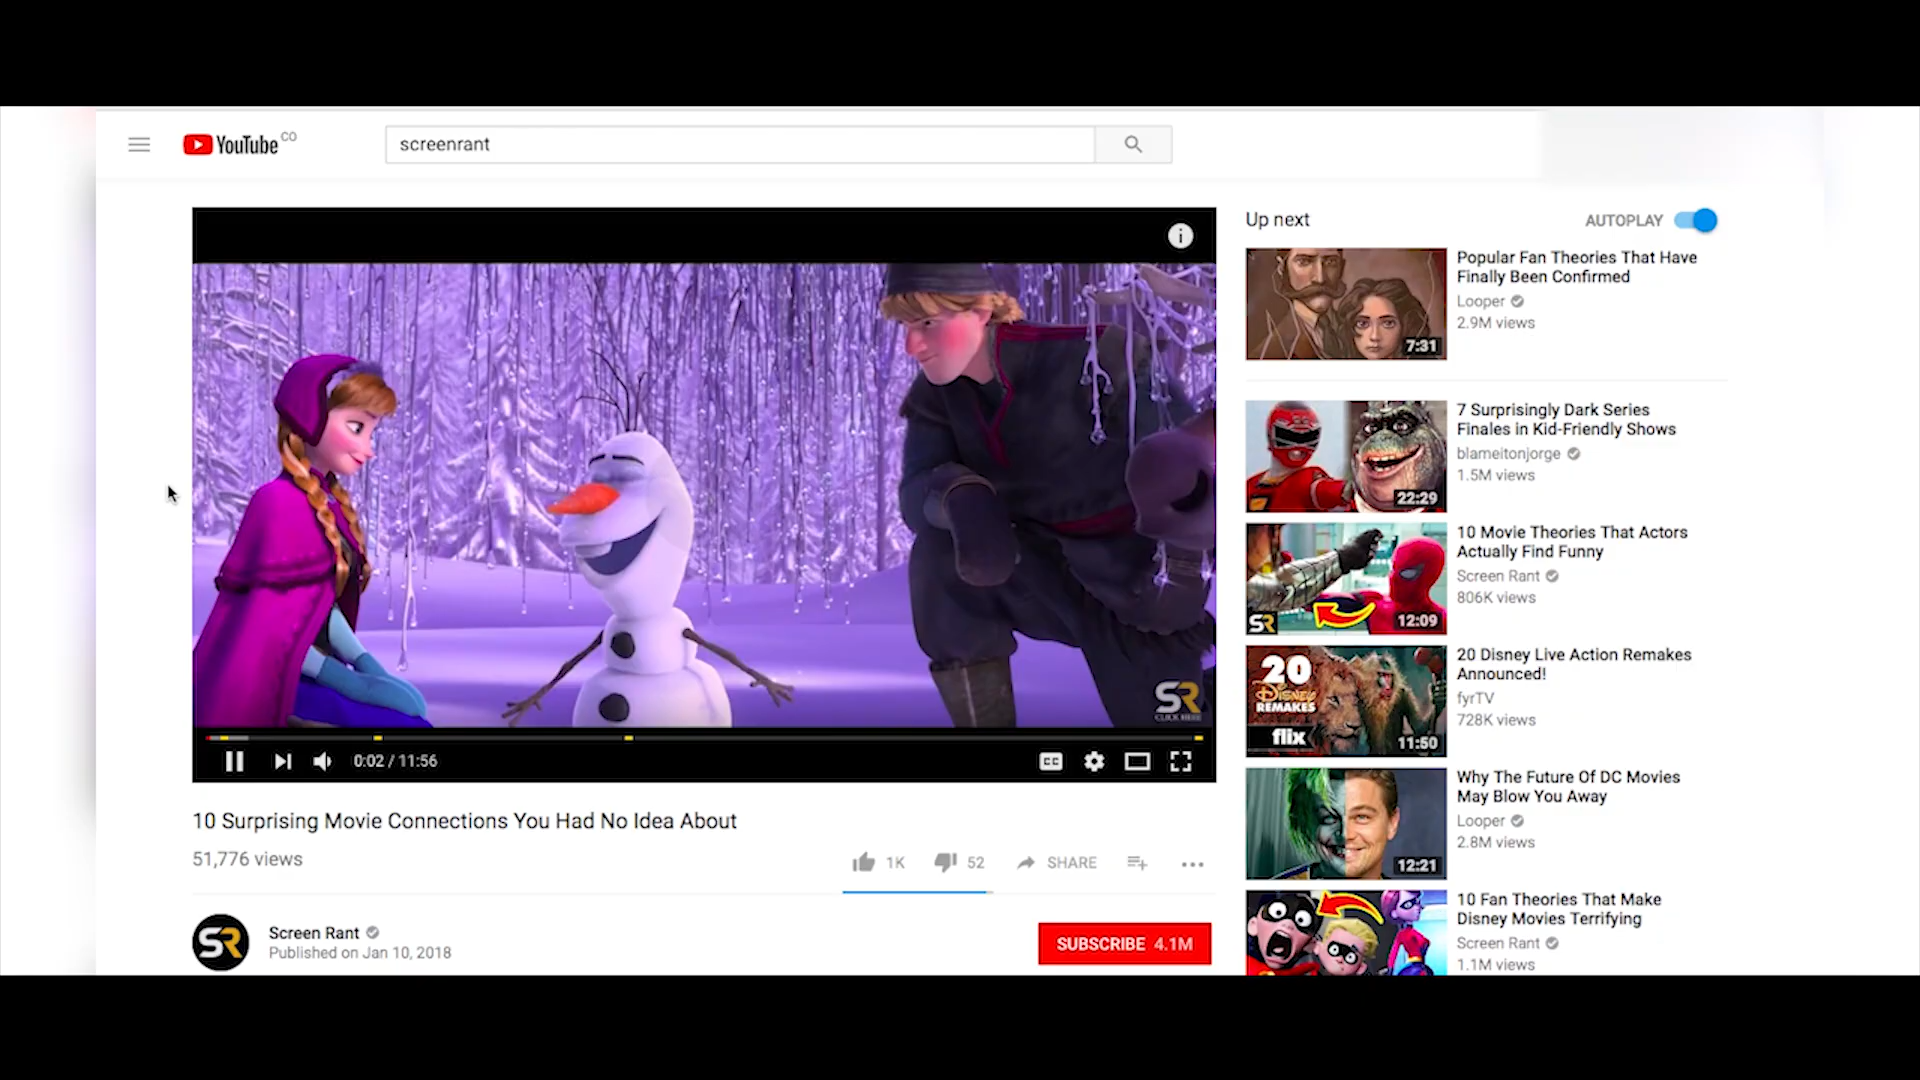 YouTube CO
screenrant
SR
CLICK HERE
0:02 / 11:56
CC
10 Surprising Movie Connections You Had No Idea About
51,776 views
1K
52
SHARE
SR
Screen Rant
Published on Jan 10, 2018
SUBSCRIBE 4.1M
Up next
AUTOPLAY
7:31
Popular Fan Theories That Have
Finally Been Confirmed
Looper
2.9M views
22:29
7 Surprisingly Dark Series
Finales in Kid-Friendly Shows
blameitonjorge
1.5M views
SR
12:09
10 Movie Theories That Actors
Actually Find Funny
Screen Rant
806K views
20
DISNEY
REMAKES
flix
11:50
20 Disney Live Action Remakes
Announced!
fyrTV
728K views
12:21
Why The Future Of DC Movies
May Blow You Away
Looper
2.8M views
10 Fan Theories That Make
Disney Movies Terrifying
Screen Rant
1.1M views